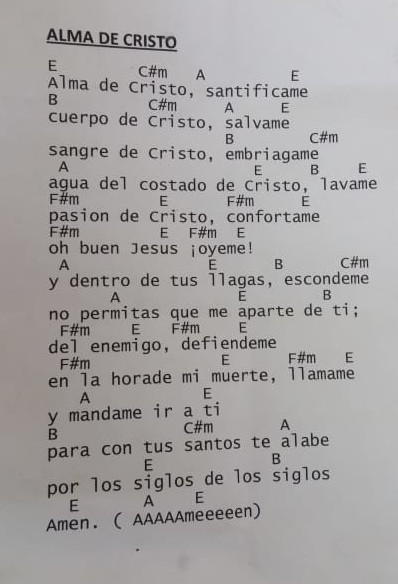 ALMA DE CRISTO
E C#m A E
Alma de Cristo, santificame
B C#m A E
cuerpo de Cristo, salvame
B C#m
sangre de Cristo, embriagame
A E B E
agua del costado de Cristo, lavame
F#m E F#m E
pasion de Cristo, confortame
F#m E F#m E
oh buen Jesus ¡oyeme!
A E B C#m
y dentro de tus llagas, escondeme
A E B
no permitas que me aparte de ti;
F#m E F#m E
del enemigo, defiendeme
F#m E F#m E
en la horade mi muerte, llamame
A E
y mandame ir a ti
B C#m A
para con tus santos te alabe
E B
por los siglos de los siglos
E A E
Amen. ( AAAAAmeeeeen)